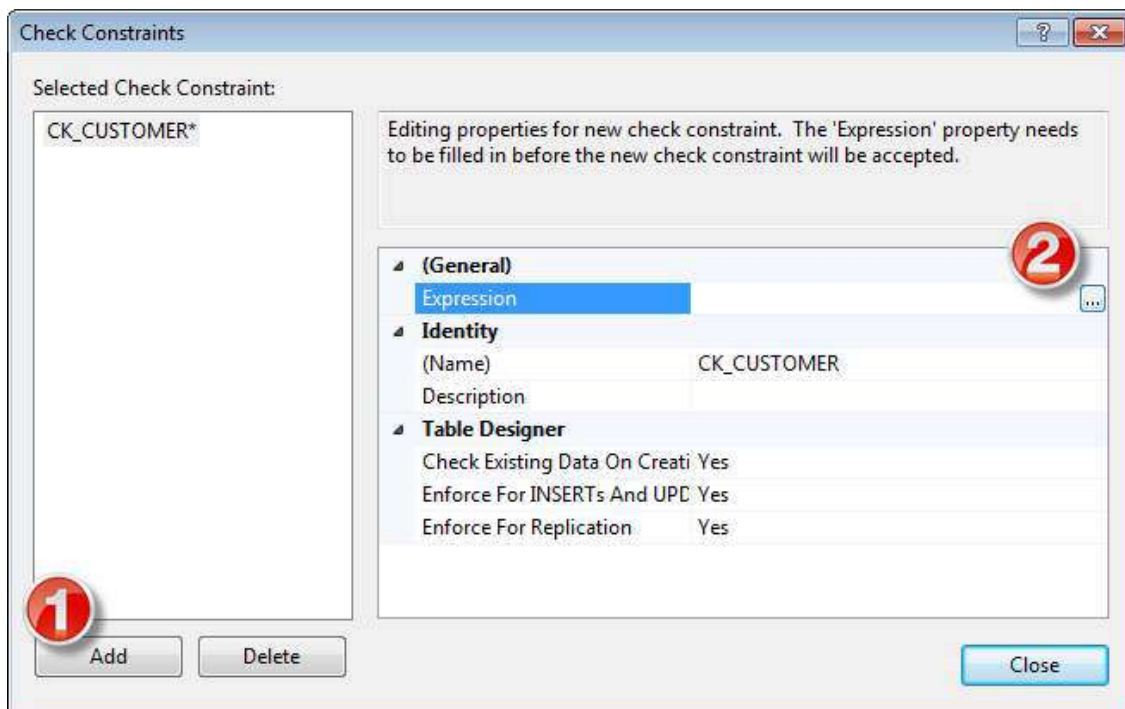 Check Constraints
?
Selected Check Constraint:
CK_CUSTOMER*
Editing properties for new check constraint. The 'Expression' property needs
to be filled in before the new check constraint will be accepted.
2
(General)
Expression ...
Identity
(Name) CK_CUSTOMER
Description
Table Designer
Check Existing Data On Creati Yes
Enforce For INSERTs And UPD Yes
Enforce For Replication Yes
1
Add Delete Close